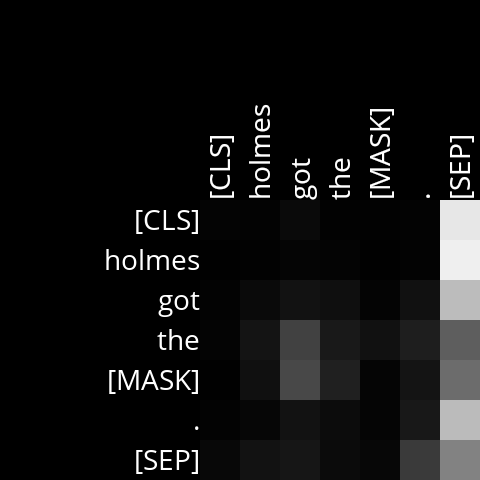 [CLS]
holmes
got
the
[MASK]
.
[SEP]
[CLS]
holmes
got
the
[MASK]
.
[SEP]